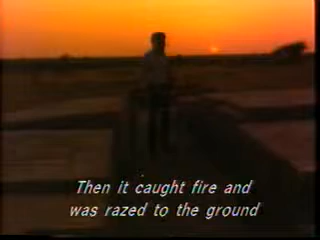 Then it caught fire and
was razed to the ground